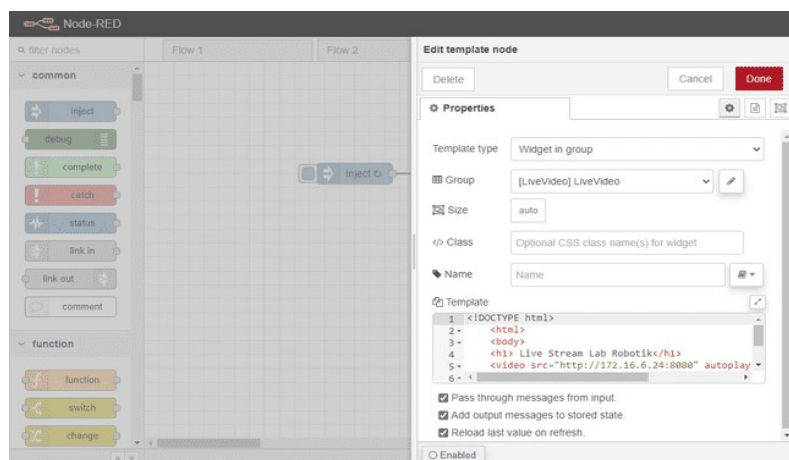 Node-RED
filter nodes
Flow 1
Flow 2
common
inject
debug
complete
catch
status
link in
link out
comment
function
function
switch
change
inject ↻
Edit template node
Delete
Cancel
Done
Properties
Template type
Widget in group
Group
[LiveVideo] LiveVideo
Size
auto
</> Class
Optional CSS class name(s) for widget
Name
Name
Template
1 <!DOCTYPE html>
2 <html>
3 <body>
4 <h1> Live Stream Lab Robotik</h1>
5 <video src="http://172.16.6.24:8080" autoplay
6
Pass through messages from input.
Add output messages to stored state.
Reload last value on refresh.
Enabled